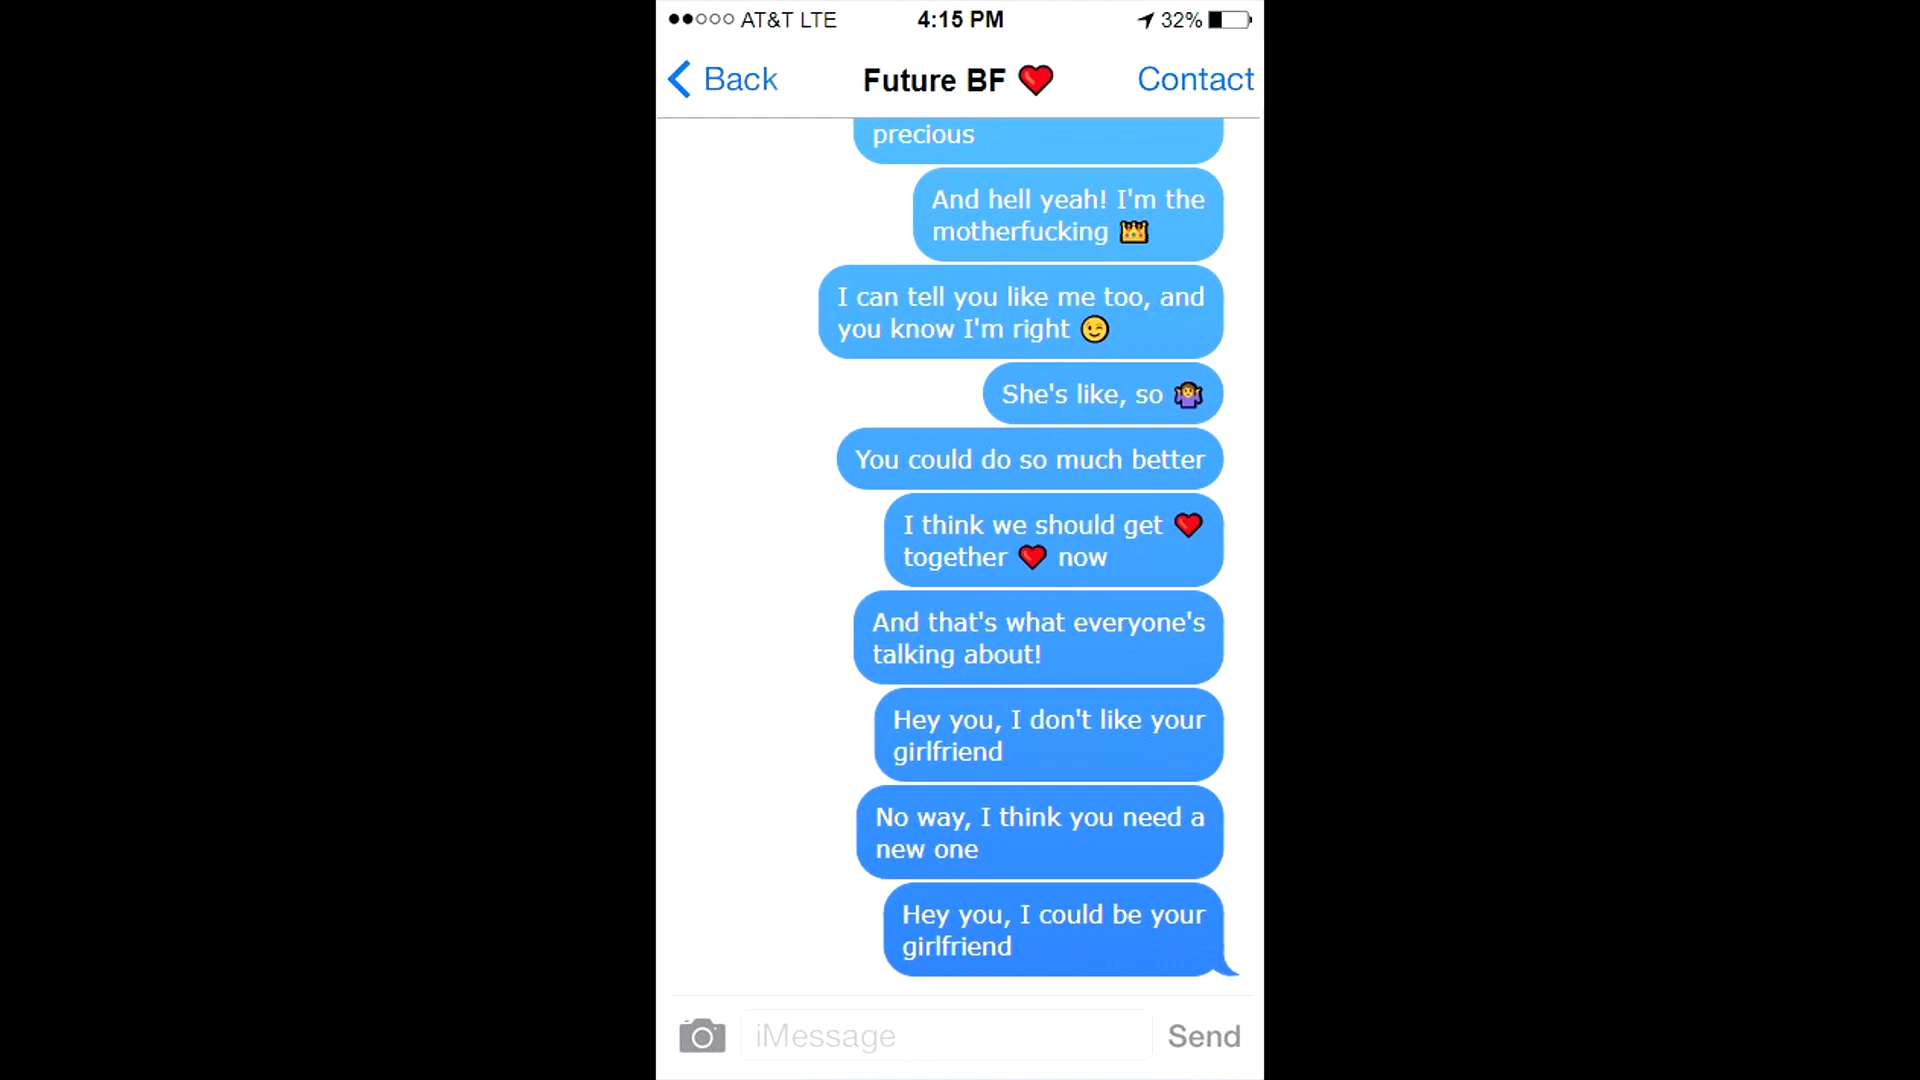 AT&T LTE 4:15 PM 32%
Back Future BF ❤️ Contact
precious
And hell yeah! I'm the
motherfucking 👑
I can tell you like me too, and
you know I'm right 😉
She's like, so 🤷🏽‍♀️
You could do so much better
I think we should get ❤️
together ❤️ now
And that's what everyone's
talking about!
Hey you, I don't like your
girlfriend
No way, I think you need a
new one
Hey you, I could be your
girlfriend
iMessage Send